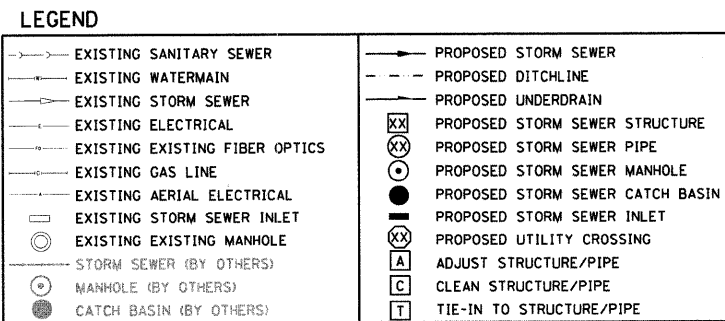 LEGEND
EXISTING SANITARY SEWER
W EXISTING WATERMAIN
EXISTING STORM SEWER
E EXISTING ELECTRICAL
FO EXISTING EXISTING FIBER OPTICS
G EXISTING GAS LINE
A EXISTING AERIAL ELECTRICAL
EXISTING STORM SEWER INLET
EXISTING EXISTING MANHOLE
STORM SEWER (BY OTHERS)
MANHOLE (BY OTHERS)
CATCH BASIN (BY OTHERS)
PROPOSED STORM SEWER
PROPOSED DITCHLINE
PROPOSED UNDERDRAIN
XX PROPOSED STORM SEWER STRUCTURE
XX PROPOSED STORM SEWER PIPE
PROPOSED STORM SEWER MANHOLE
PROPOSED STORM SEWER CATCH BASIN
PROPOSED STORM SEWER INLET
XX PROPOSED UTILITY CROSSING
A ADJUST STRUCTURE/PIPE
C CLEAN STRUCTURE/PIPE
T TIE-IN TO STRUCTURE/PIPE